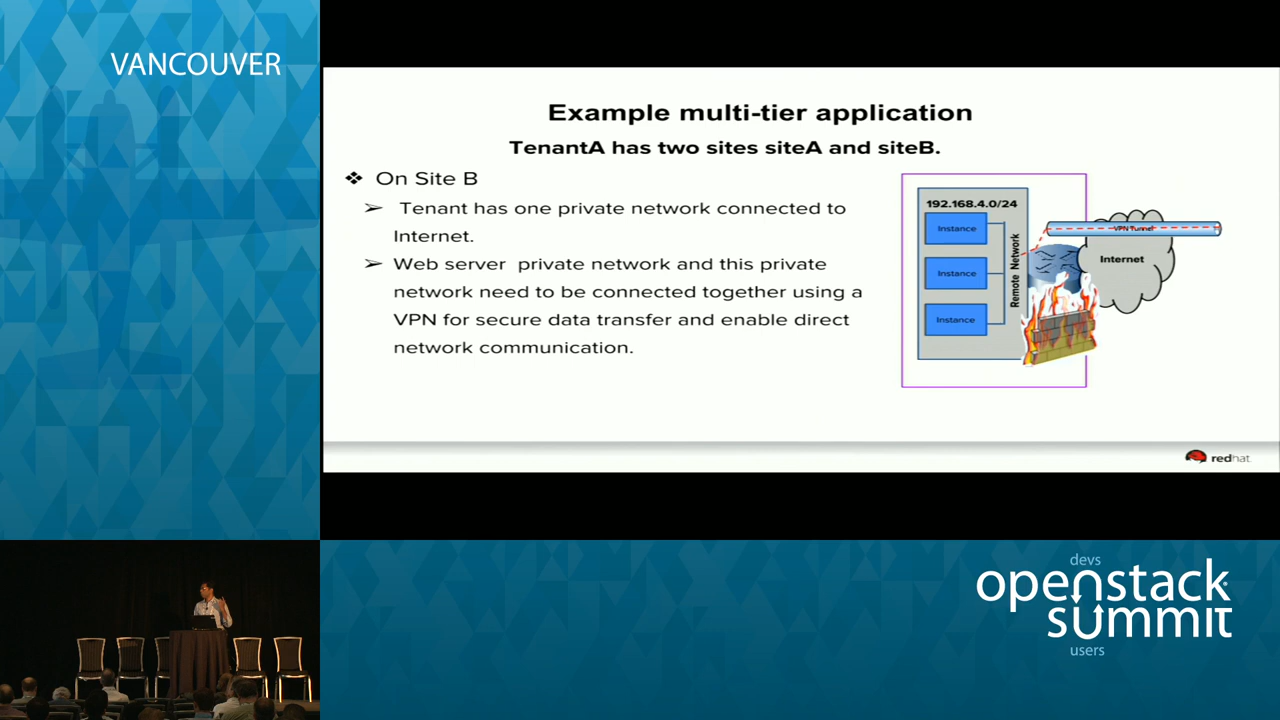 VANCOUVER
Example multi-tier application
TenantA has two sites siteA and siteB.
❖ On Site B
➢ Tenant has one private network connected to
Internet.
➢ Web server private network and this private
network need to be connected together using a
VPN for secure data transfer and enable direct
network communication.
192.168.4.0/24
Instance
Instance
Instance
Remote Network
VPN Tunnel
Internet
redhat.
devs
openstack
summit
users